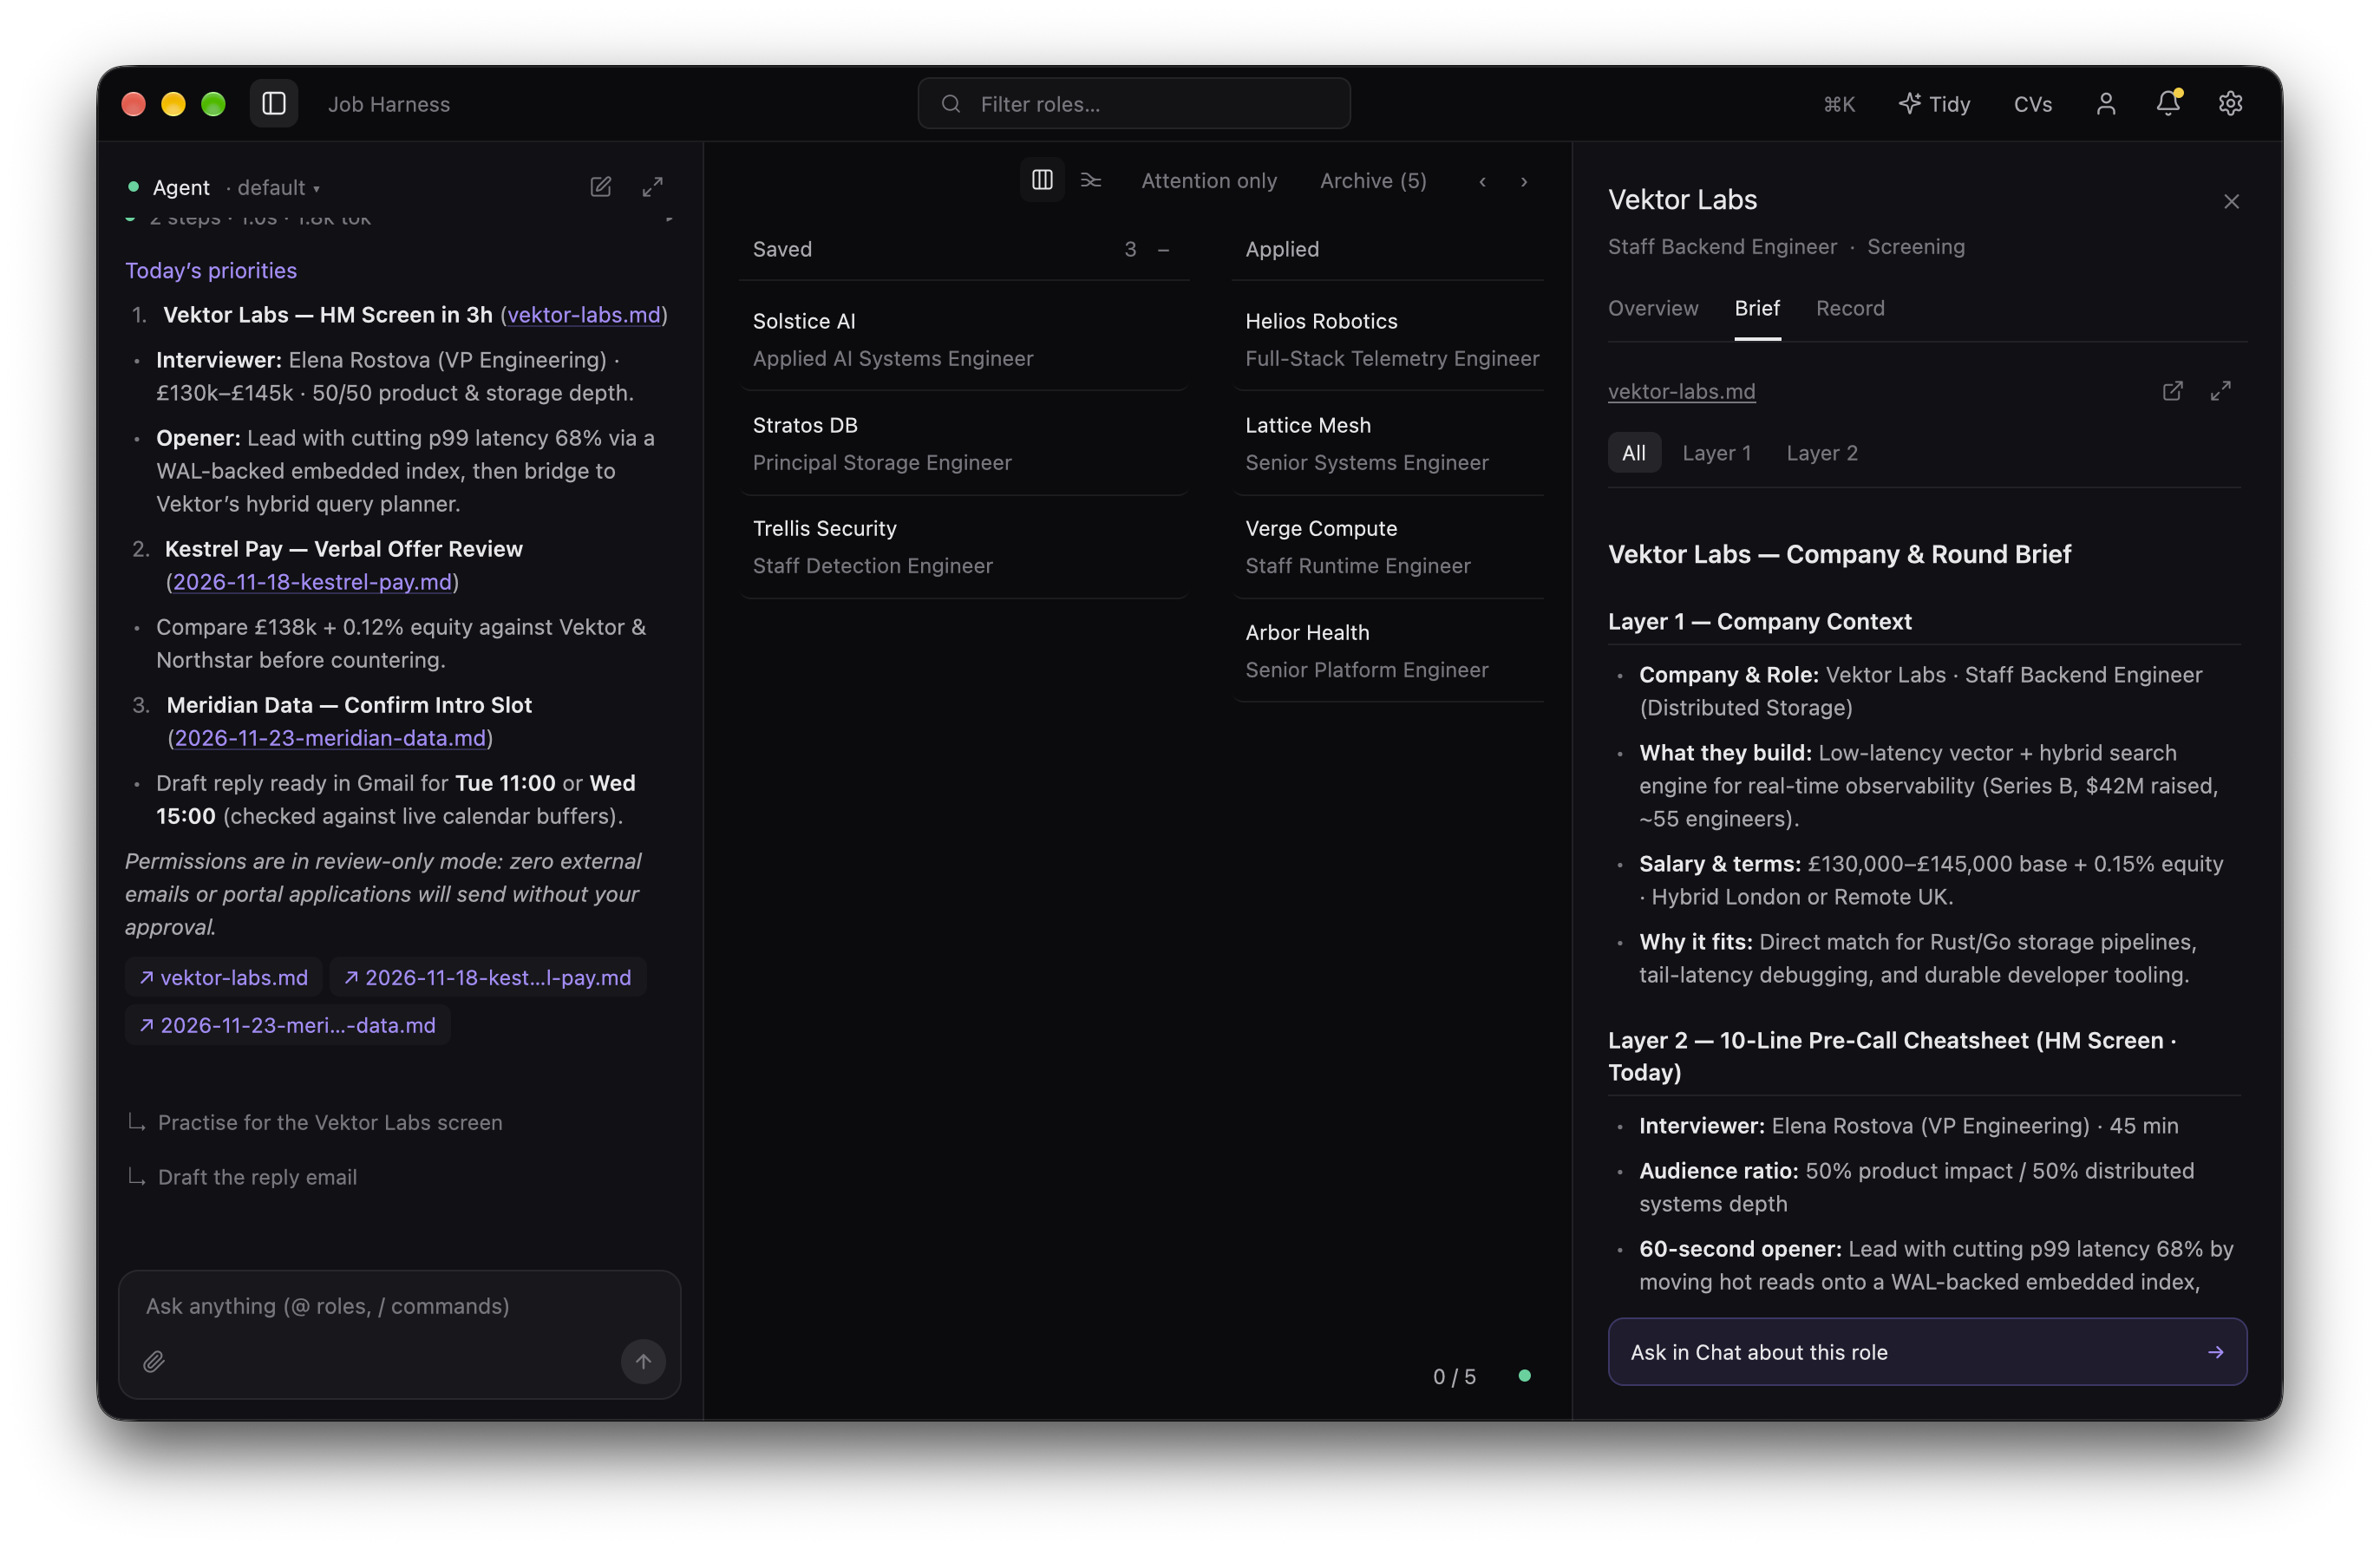 Job Harness
Filter roles...
⌘K
Tidy
CVs
Agent · default ▾
2 steps · 1.0s · 1.8k tok
Today’s priorities
1. Vektor Labs — HM Screen in 3h (vektor-labs.md)
• Interviewer: Elena Rostova (VP Engineering) ·
£130k–£145k · 50/50 product & storage depth.
• Opener: Lead with cutting p99 latency 68% via a
WAL-backed embedded index, then bridge to
Vektor’s hybrid query planner.
2. Kestrel Pay — Verbal Offer Review
(2026-11-18-kestrel-pay.md)
• Compare £138k + 0.12% equity against Vektor &
Northstar before countering.
3. Meridian Data — Confirm Intro Slot
(2026-11-23-meridian-data.md)
• Draft reply ready in Gmail for Tue 11:00 or Wed
15:00 (checked against live calendar buffers).
Permissions are in review-only mode: zero external
emails or portal applications will send without your
approval.
↗ vektor-labs.md
↗ 2026-11-18-kest...l-pay.md
↗ 2026-11-23-meri...-data.md
Practise for the Vektor Labs screen
Draft the reply email
Ask anything (@ roles, / commands)
Attention only
Archive (5)
‹ ›
Saved 3 –
Solstice AI
Applied AI Systems Engineer
Stratos DB
Principal Storage Engineer
Trellis Security
Staff Detection Engineer
Applied
Helios Robotics
Full-Stack Telemetry Engineer
Lattice Mesh
Senior Systems Engineer
Verge Compute
Staff Runtime Engineer
Arbor Health
Senior Platform Engineer
0 / 5
Vektor Labs
Staff Backend Engineer · Screening
Overview
Brief
Record
vektor-labs.md
All
Layer 1
Layer 2
Vektor Labs — Company & Round Brief
Layer 1 — Company Context
• Company & Role: Vektor Labs · Staff Backend Engineer
(Distributed Storage)
• What they build: Low-latency vector + hybrid search
engine for real-time observability (Series B, $42M raised,
~55 engineers).
• Salary & terms: £130,000–£145,000 base + 0.15% equity
· Hybrid London or Remote UK.
• Why it fits: Direct match for Rust/Go storage pipelines,
tail-latency debugging, and durable developer tooling.
Layer 2 — 10-Line Pre-Call Cheatsheet (HM Screen ·
Today)
• Interviewer: Elena Rostova (VP Engineering) · 45 min
• Audience ratio: 50% product impact / 50% distributed
systems depth
• 60-second opener: Lead with cutting p99 latency 68% by
moving hot reads onto a WAL-backed embedded index,
Ask in Chat about this role →